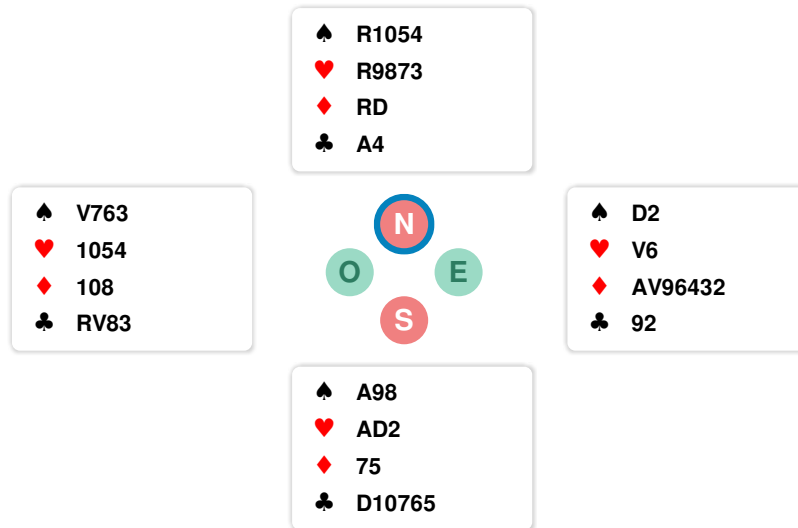 ♠ R1054
♥ R9873
♦ RD
♣ A4
♠ V763
♥ 1054
♦ 108
♣ RV83
N
O E
S
♠ D2
♥ V6
♦ AV96432
♣ 92
♠ A98
♥ AD2
♦ 75
♣ D10765